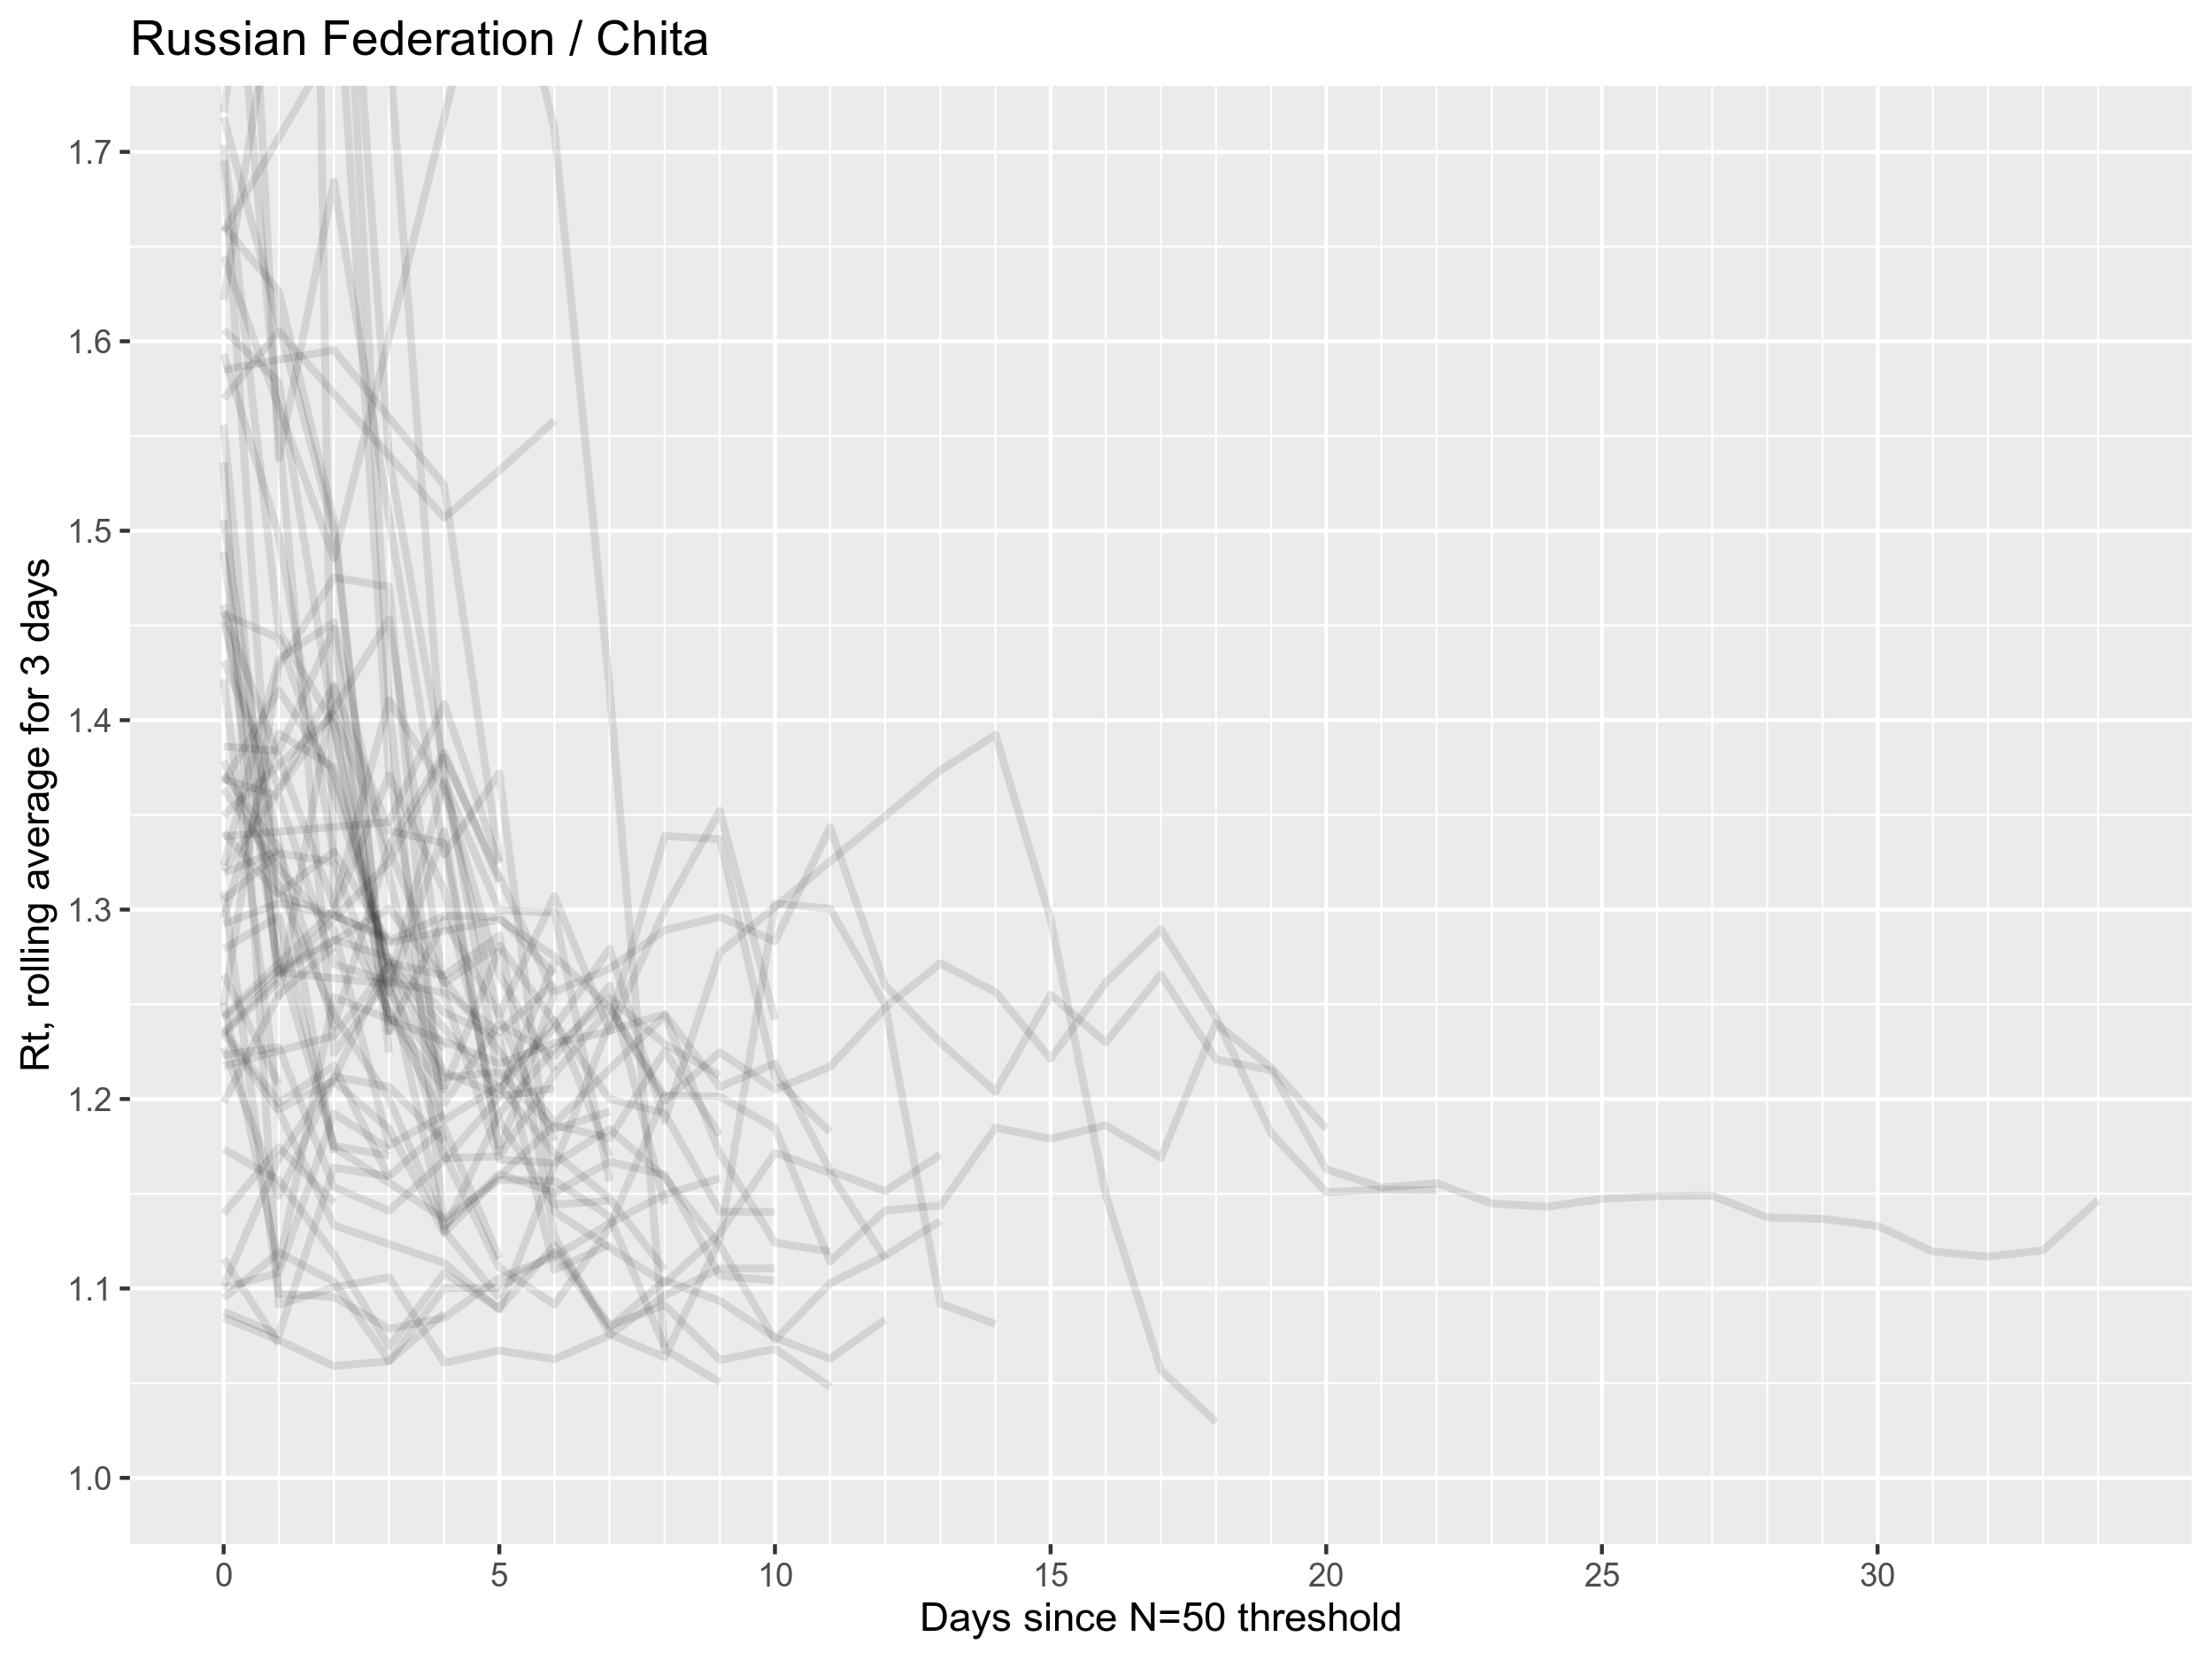 Russian Federation / Chita
Rt, rolling average for 3 days
1.7
1.6
1.5
1.4
1.3
1.2
1.1
1.0
0 5 10 15 20 25 30
Days since N=50 threshold